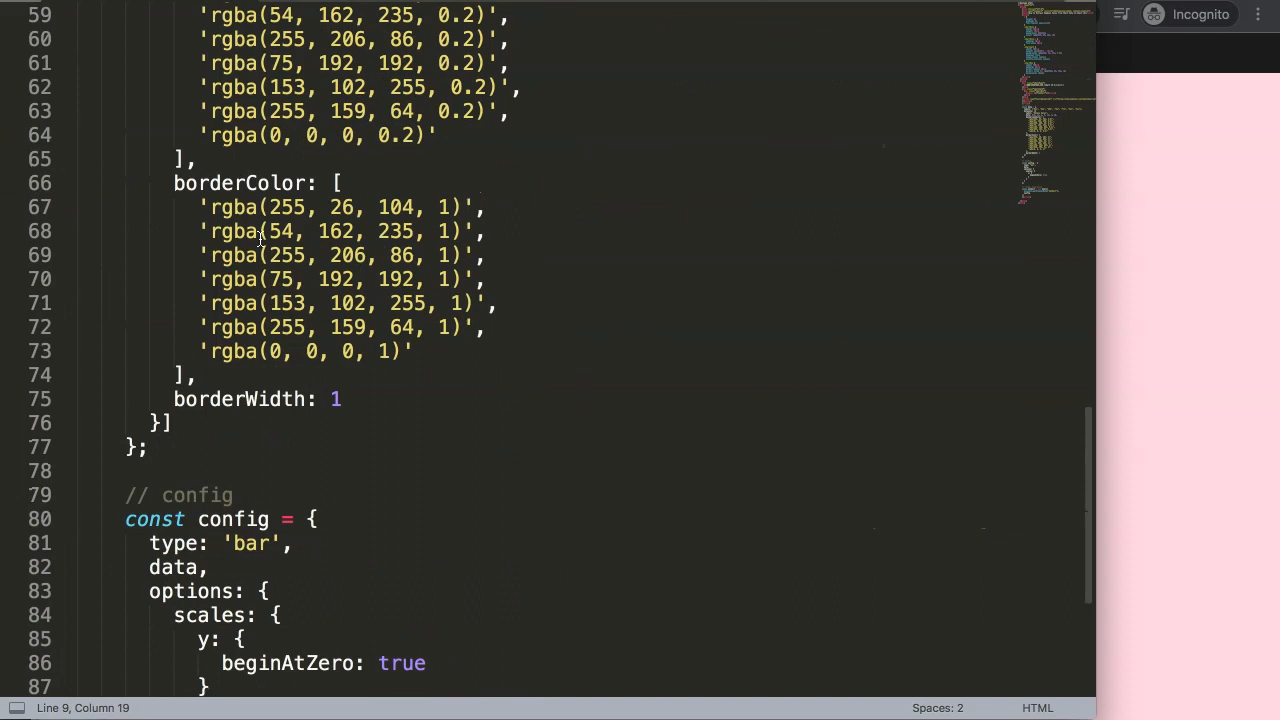 Incognito
59 'rgba(54, 162, 235, 0.2)',
60 'rgba(255, 206, 86, 0.2)',
61 'rgba(75, 192, 192, 0.2)',
62 'rgba(153, 102, 255, 0.2)',
63 'rgba(255, 159, 64, 0.2)',
64 'rgba(0, 0, 0, 0.2)'
65 ],
66 borderColor: [
67 'rgba(255, 26, 104, 1)',
68 'rgba(54, 162, 235, 1)',
69 'rgba(255, 206, 86, 1)',
70 'rgba(75, 192, 192, 1)',
71 'rgba(153, 102, 255, 1)',
72 'rgba(255, 159, 64, 1)',
73 'rgba(0, 0, 0, 1)'
74 ],
75 borderWidth: 1
76 }]
77 };
78
79 // config
80 const config = {
81 type: 'bar',
82 data,
83 options: {
84 scales: {
85 y: {
86 beginAtZero: true
87 }
Line 9, Column 19 Spaces: 2 HTML